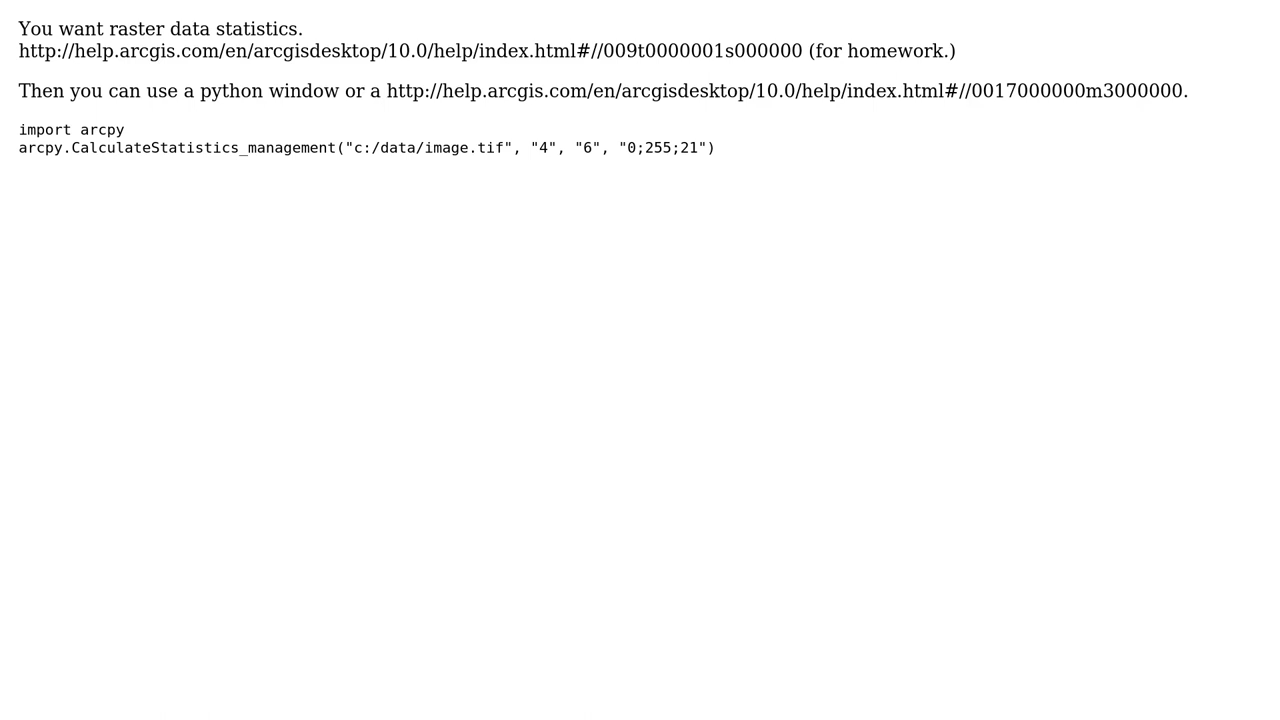 You want raster data statistics.
http://help.arcgis.com/en/arcgisdesktop/10.0/help/index.html#//009t0000001s000000 (for homework.)
Then you can use a python window or a http://help.arcgis.com/en/arcgisdesktop/10.0/help/index.html#//0017000000m3000000.
import arcpy
arcpy.CalculateStatistics_management("c:/data/image.tif", "4", "6", "0;255;21")